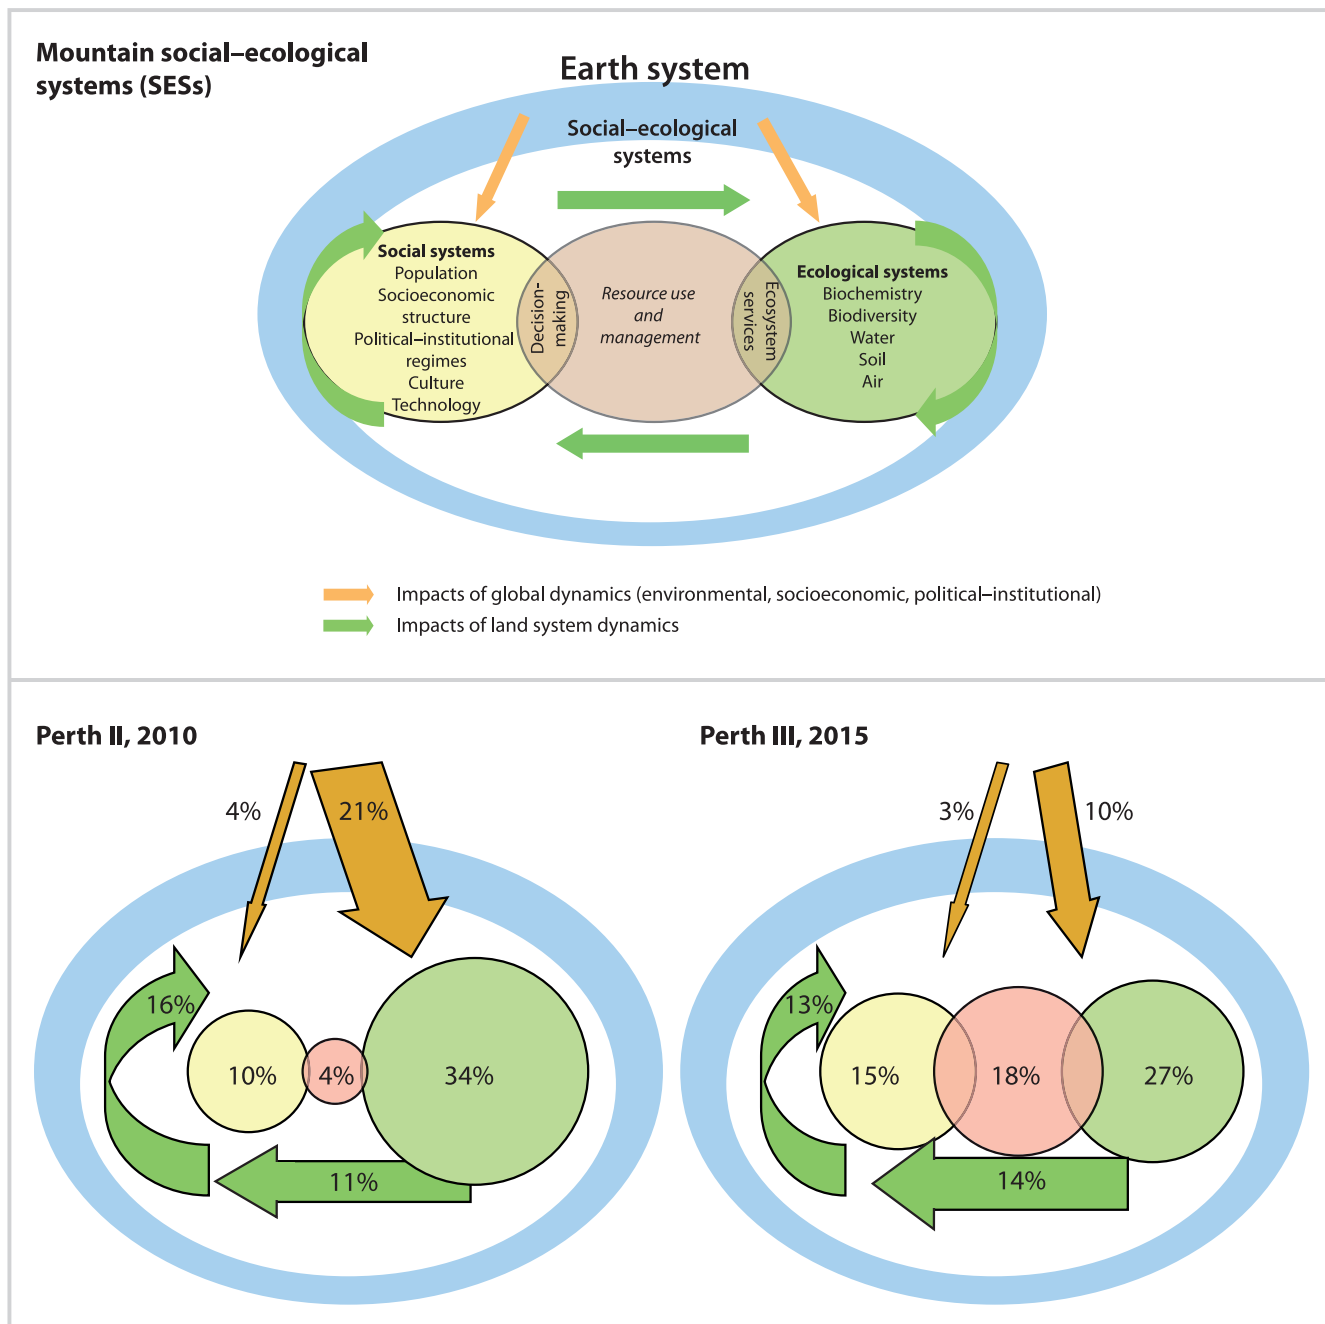 Mountain social–ecological
systems (SESs)
Earth system
Social–ecological
systems
Social systems
Population
Socioeconomic
structure
Political–institutional
regimes
Culture
Technology
Decision-
making
Resource use
and
management
Ecosystem
services
Ecological systems
Biochemistry
Biodiversity
Water
Soil
Air
Impacts of global dynamics (environmental, socioeconomic, political–institutional)
Impacts of land system dynamics
Perth II, 2010
4%
21%
16%
10%
4%
34%
11%
Perth III, 2015
3%
10%
13%
15%
18%
27%
14%